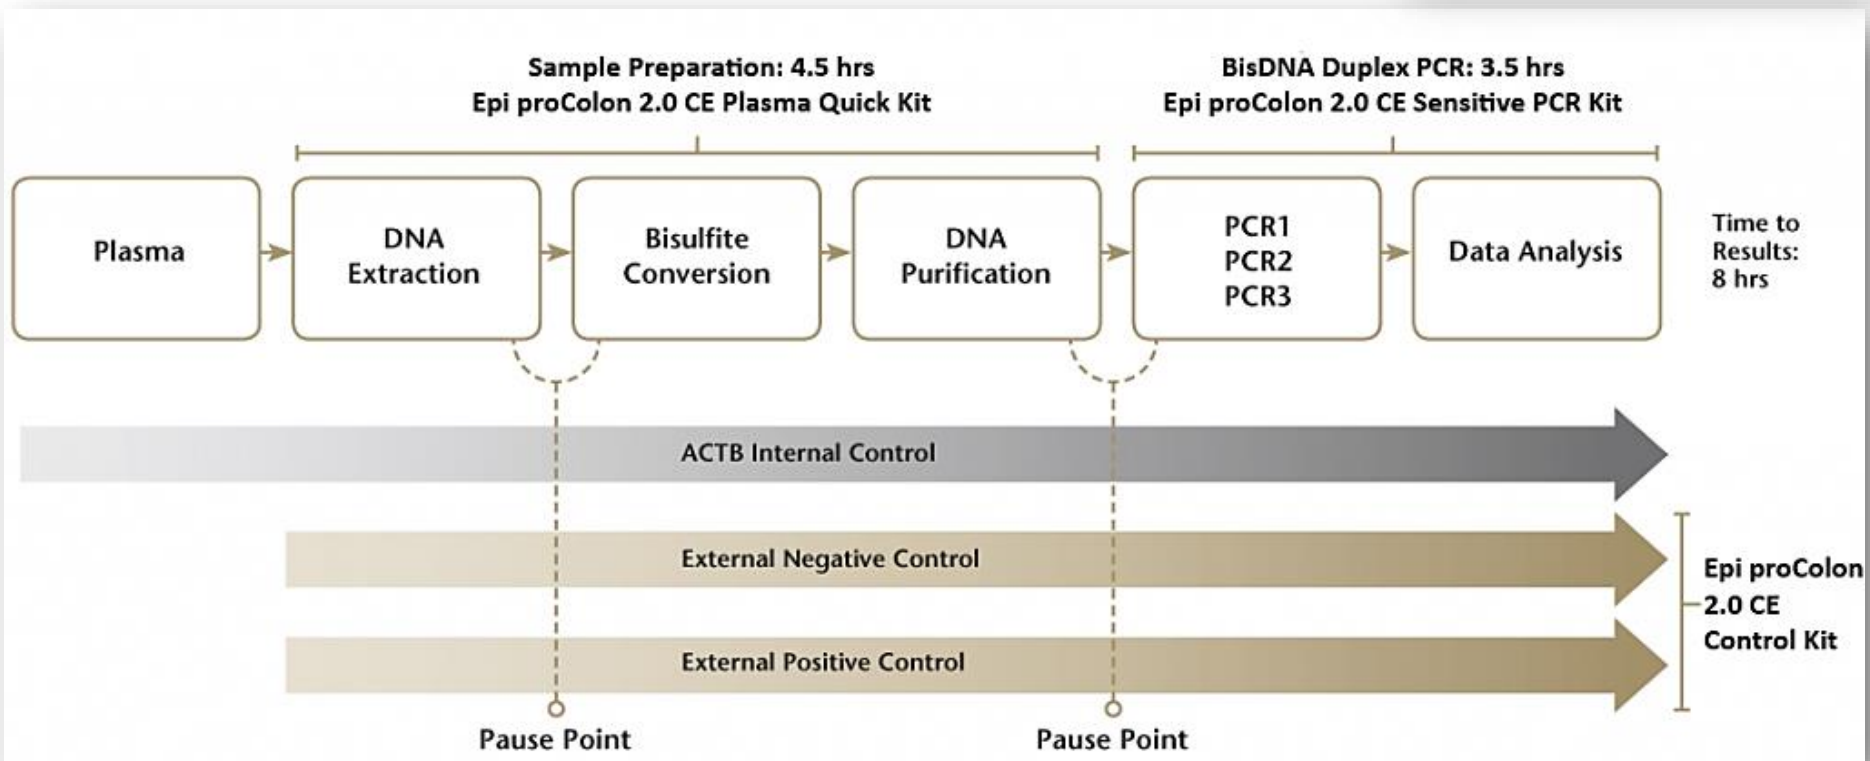 Sample Preparation: 4.5 hrs
Epi proColon 2.0 CE Plasma Quick Kit
BisDNA Duplex PCR: 3.5 hrs
Epi proColon 2.0 CE Sensitive PCR Kit
Plasma
DNA
Extraction
Bisulfite
Conversion
DNA
Purification
PCR1
PCR2
PCR3
Data Analysis
Time to
Results:
8 hrs
ACTB Internal Control
External Negative Control
External Positive Control
Epi proColon
2.0 CE
Control Kit
Pause Point
Pause Point